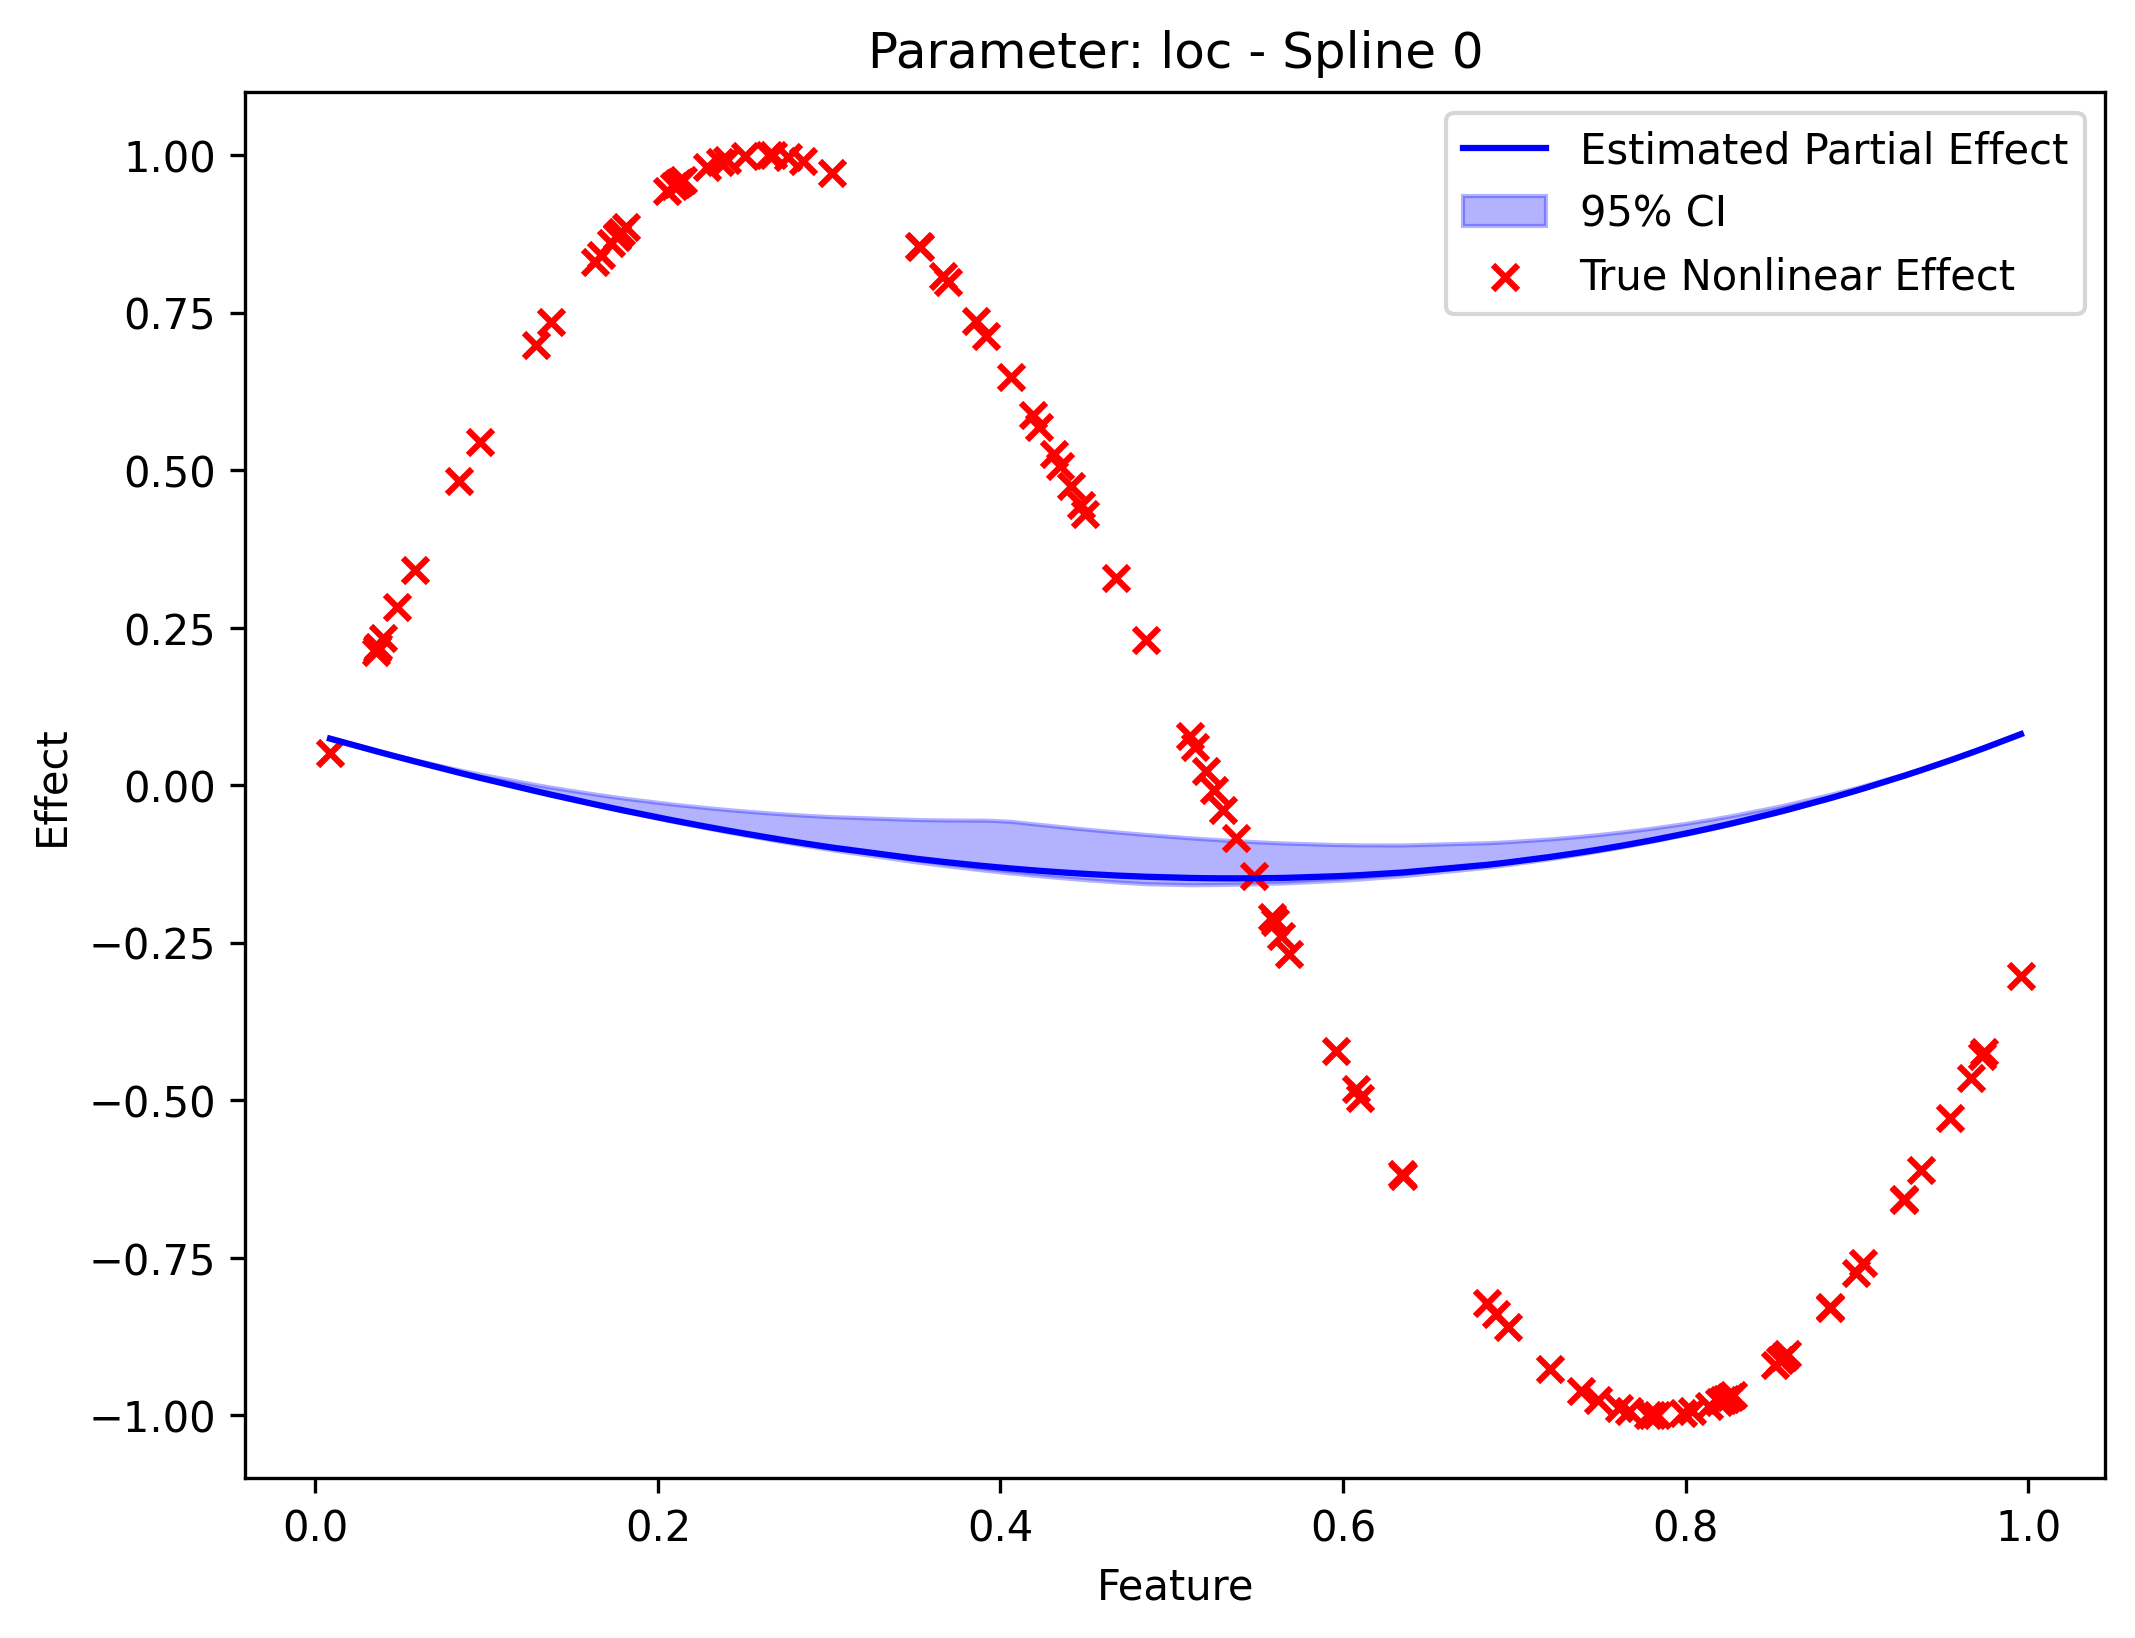 Parameter: loc - Spline 0
Estimated Partial Effect
95% CI
True Nonlinear Effect
1.00
0.75
0.50
0.25
0.00
−0.25
−0.50
−0.75
−1.00
Effect
0.0 0.2 0.4 0.6 0.8 1.0
Feature